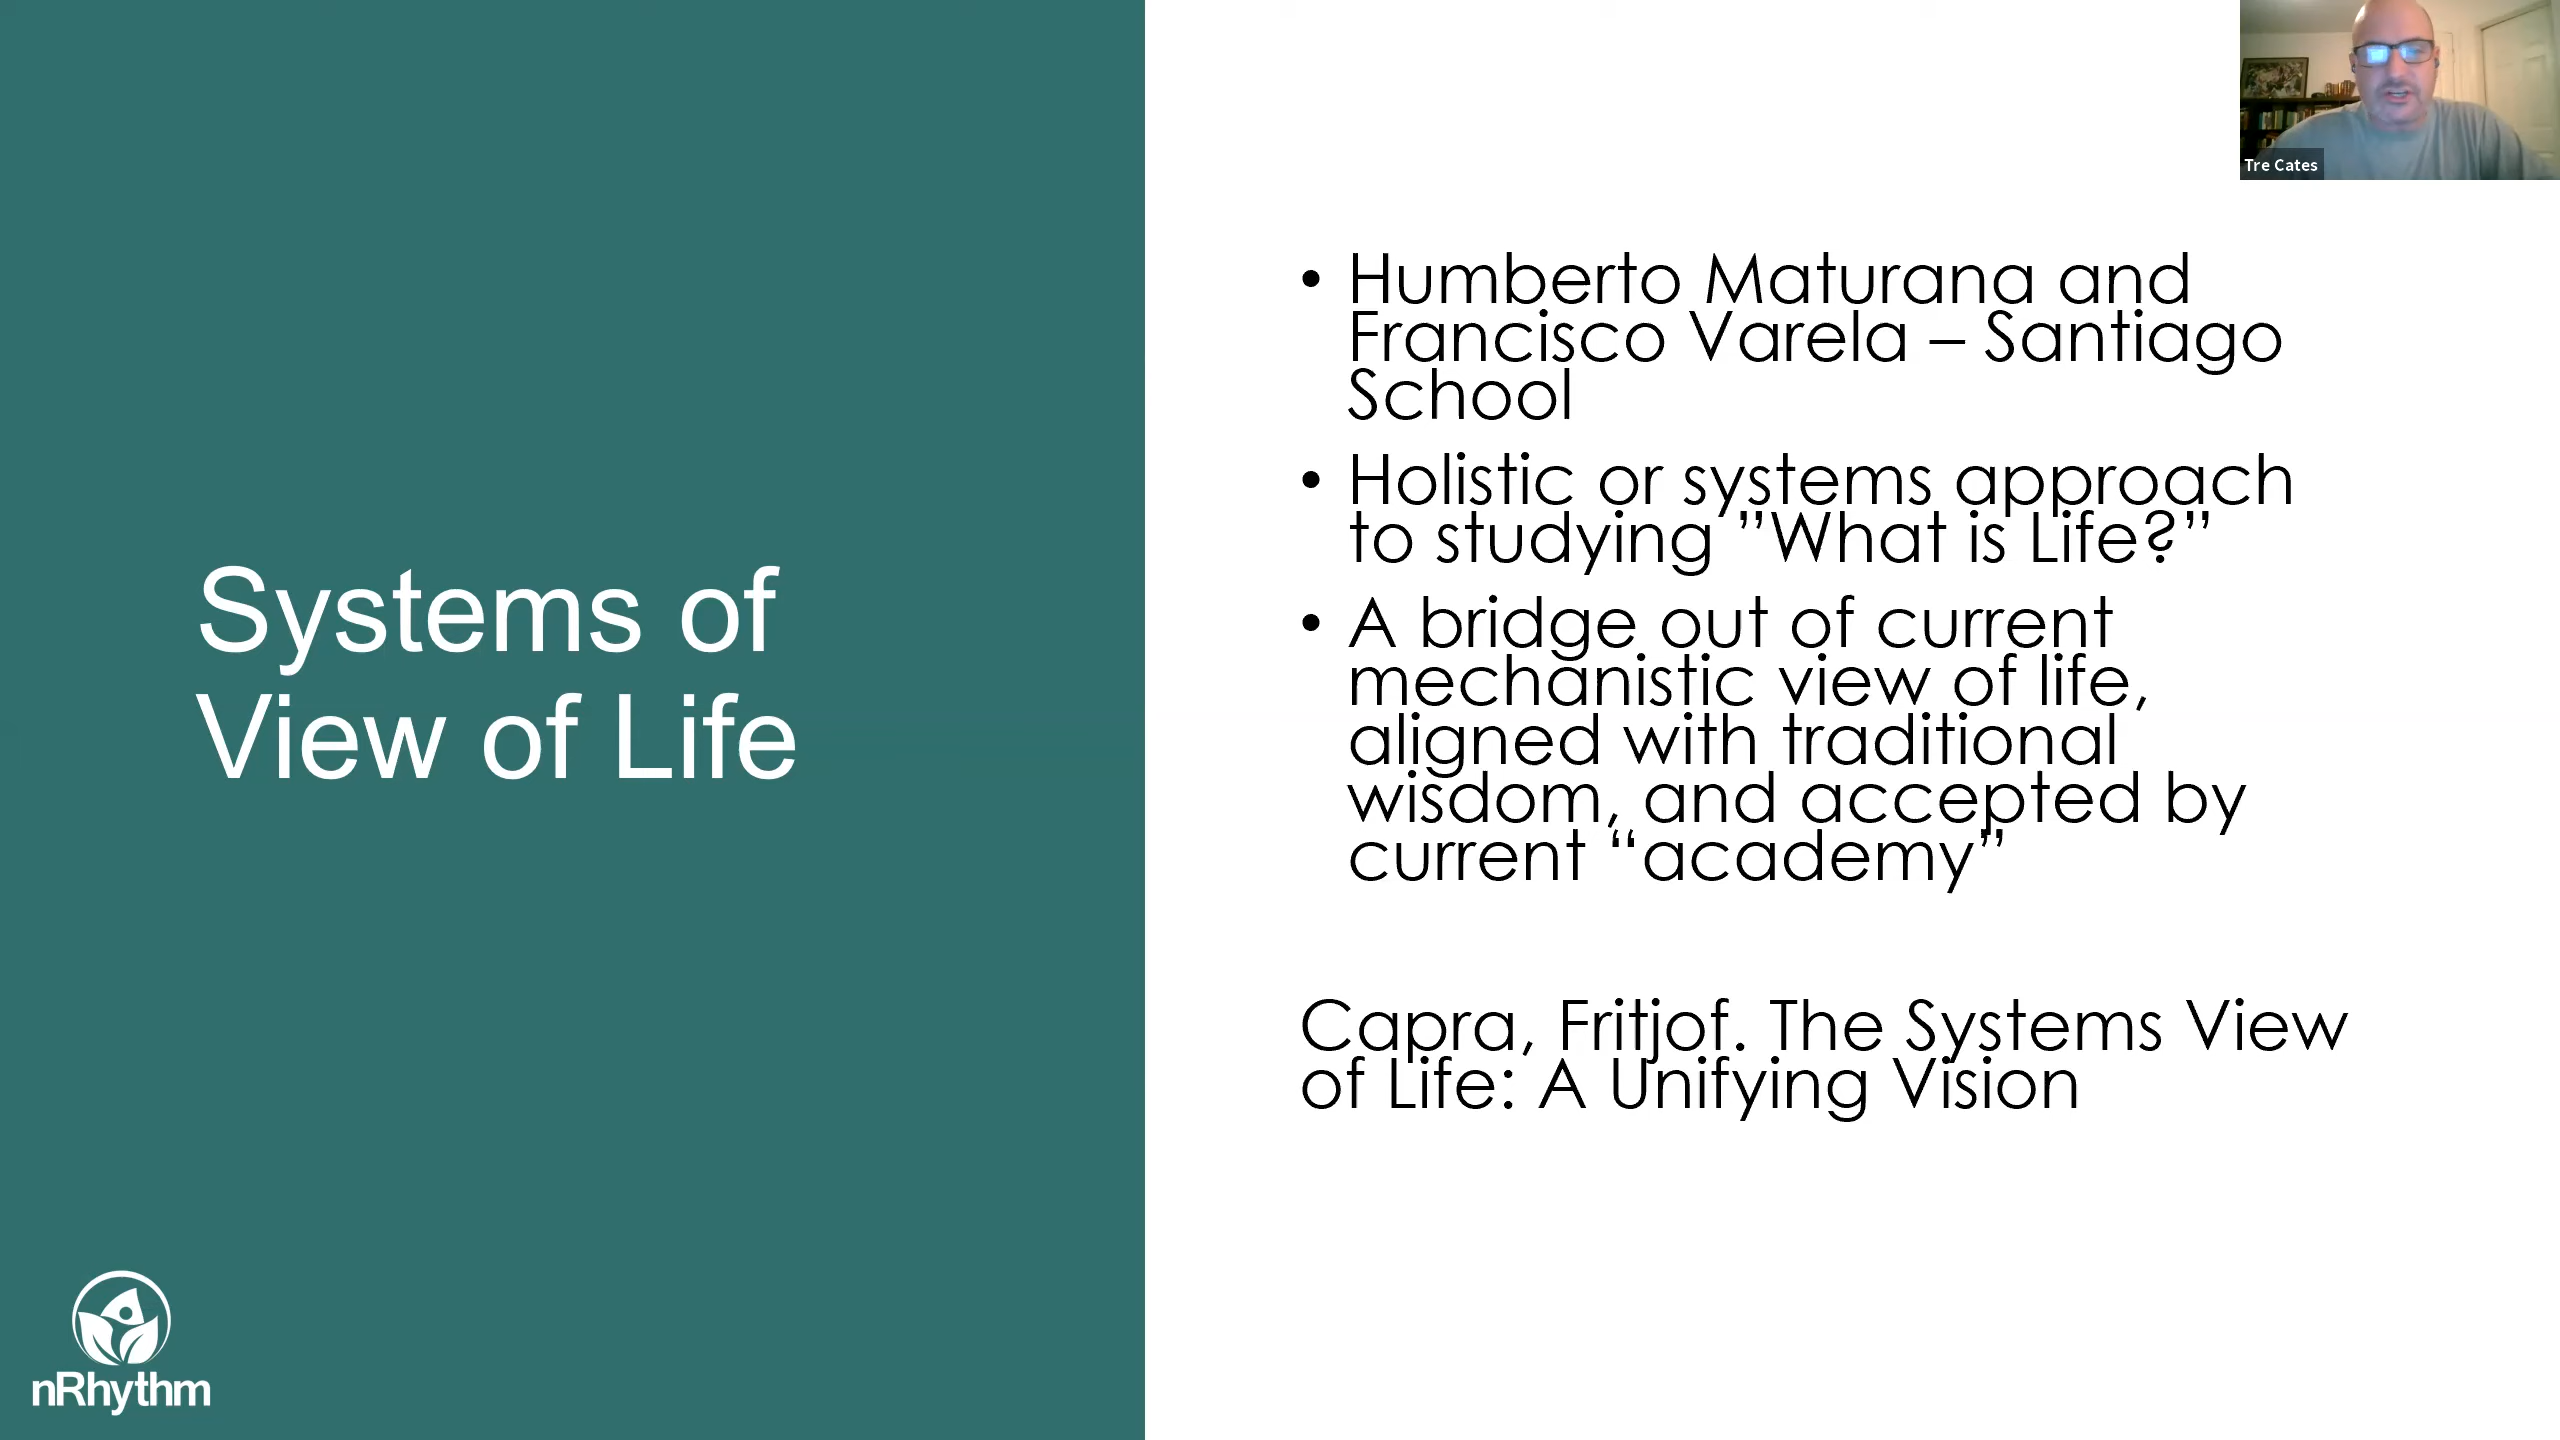 Tre Cates
Systems of
View of Life
• Humberto Maturana and
Francisco Varela – Santiago
School
• Holistic or systems approach
to studying ”What is Life?”
• A bridge out of current
mechanistic view of life,
aligned with traditional
wisdom, and accepted by
current “academy”
Capra, Fritjof. The Systems View
of Life: A Unifying Vision
nRhythm